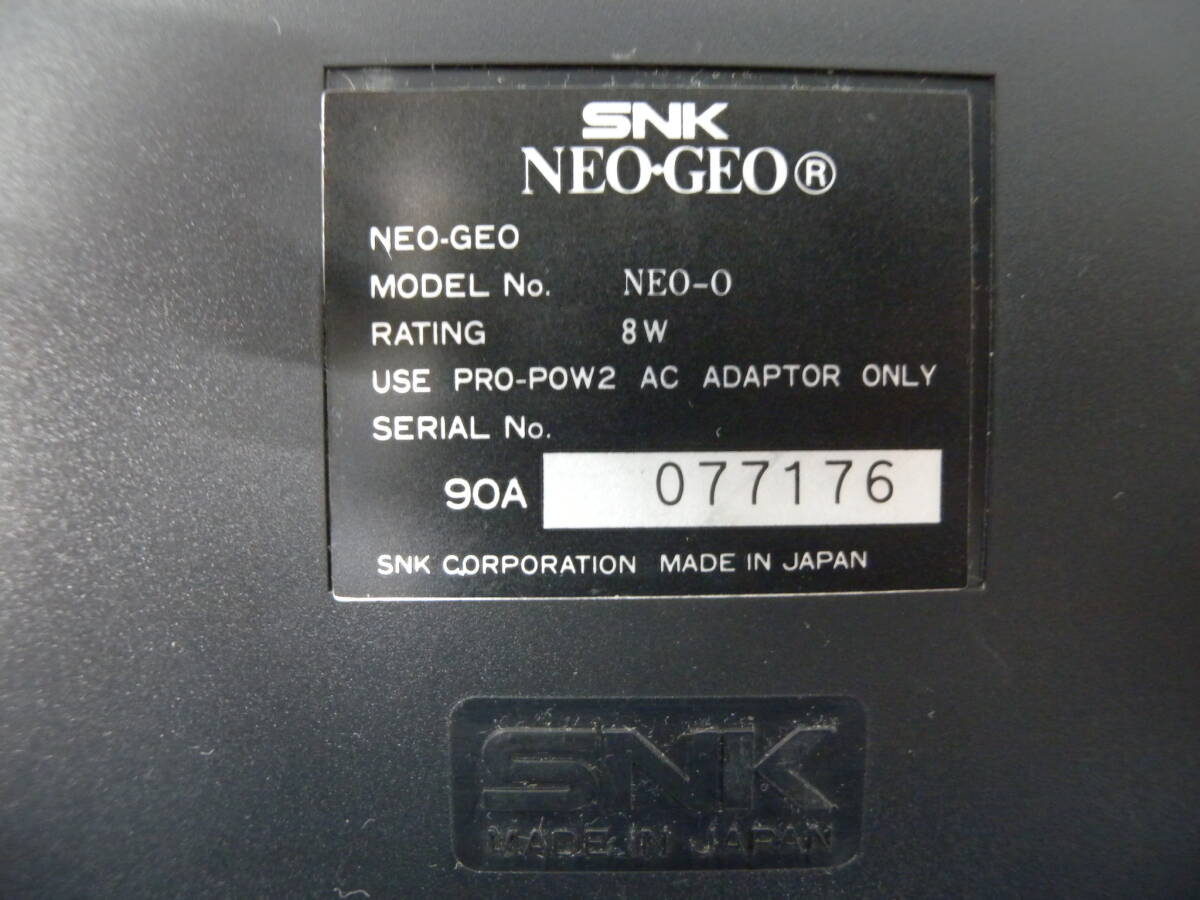 SNK
NEO·GEO®
NEO-GEO
MODEL No. NEO-O
RATING 8W
USE PRO-POW2 AC ADAPTOR ONLY
SERIAL No.
90A 077176
SNK CORPORATION MADE IN JAPAN
SNK
MADE IN JAPAN